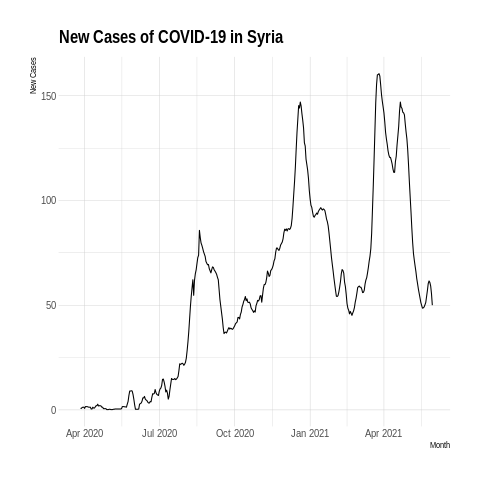 New Cases of COVID-19 in Syria
New Cases
150
100
50
0
Apr 2020 Jul 2020 Oct 2020 Jan 2021 Apr 2021
Month